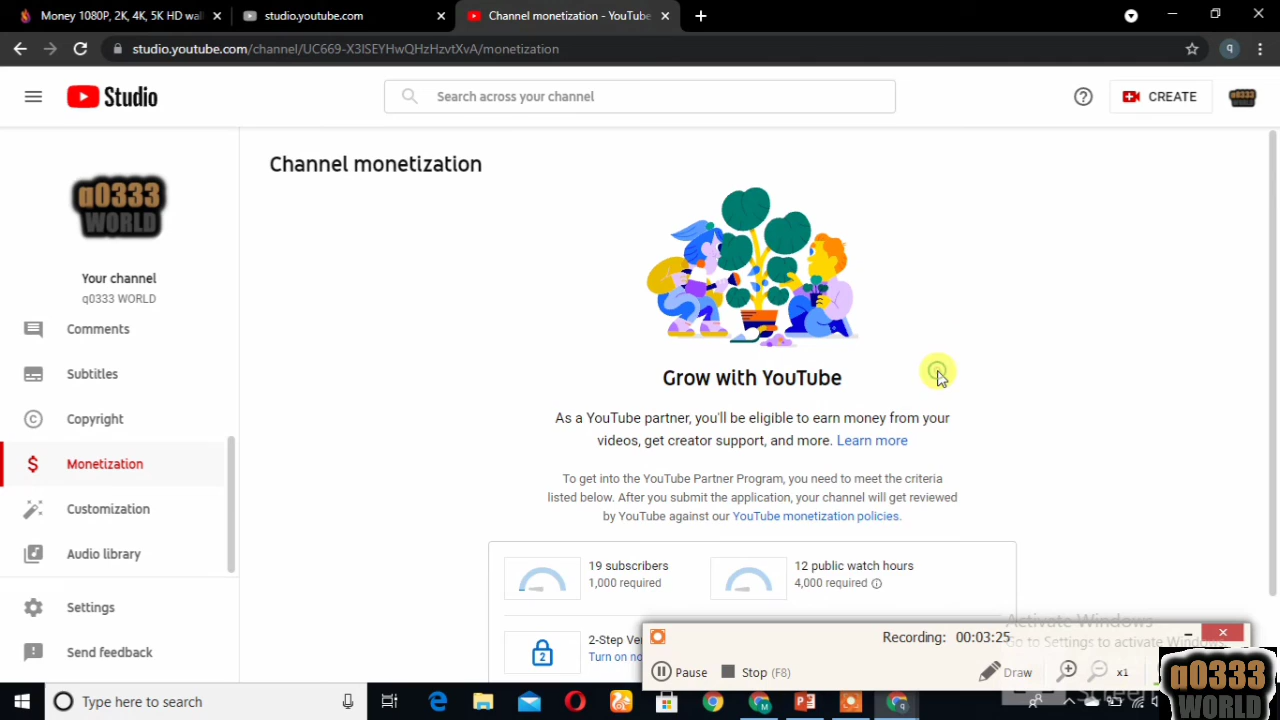 Money 1080P, 2K, 4K, 5K HD wal
studio.youtube.com
Channel monetization - YouTube
studio.youtube.com/channel/UC669-X3lSEYHwQHzHzvtXvA/monetization
q
Studio
Search across your channel
CREATE
q0333
WORLD
Your channel
q0333 WORLD
Comments
Subtitles
Copyright
Monetization
Customization
Audio library
Settings
Send feedback
Channel monetization
Grow with YouTube
As a YouTube partner, you'll be eligible to earn money from your
videos, get creator support, and more. Learn more
To get into the YouTube Partner Program, you need to meet the criteria
listed below. After you submit the application, your channel will get reviewed
by YouTube against our YouTube monetization policies.
19 subscribers
1,000 required
12 public watch hours
4,000 required
2-Step Ver
Turn on no
Activate Windows
Go to Settings to activate Windows.
Recording: 00:03:25
Pause
Stop (F8)
Draw
x1
Type here to search
q0333
WORLD